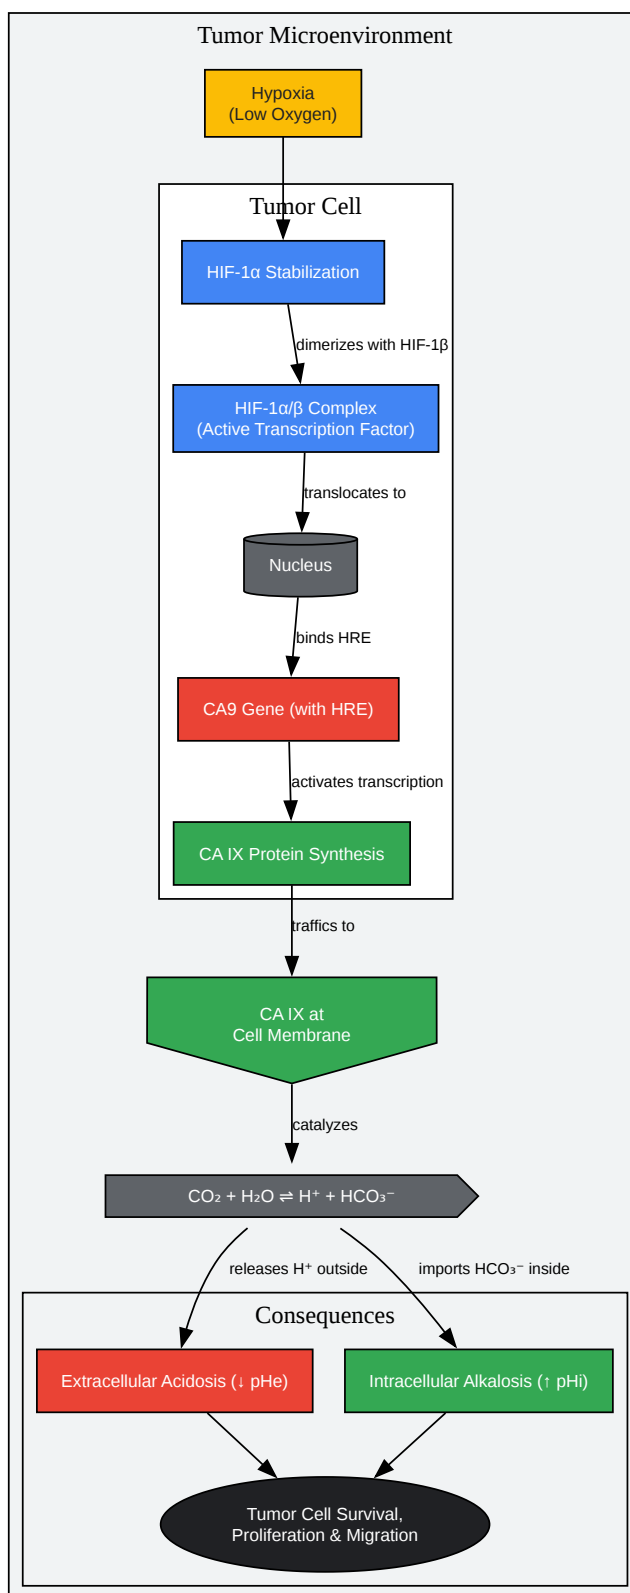 Tumor Microenvironment
Hypoxia
(Low Oxygen)
Tumor Cell
HIF-1α Stabilization
dimerizes with HIF-1β
HIF-1α/β Complex
(Active Transcription Factor)
translocates to
Nucleus
binds HRE
CA9 Gene (with HRE)
activates transcription
CA IX Protein Synthesis
traffics to
CA IX at
Cell Membrane
catalyzes
CO₂ + H₂O ⇌ H⁺ + HCO₃⁻
releases H⁺ outside
imports HCO₃⁻ inside
Consequences
Extracellular Acidosis (↓ pHe)
Intracellular Alkalosis (↑ pHi)
Tumor Cell Survival,
Proliferation & Migration